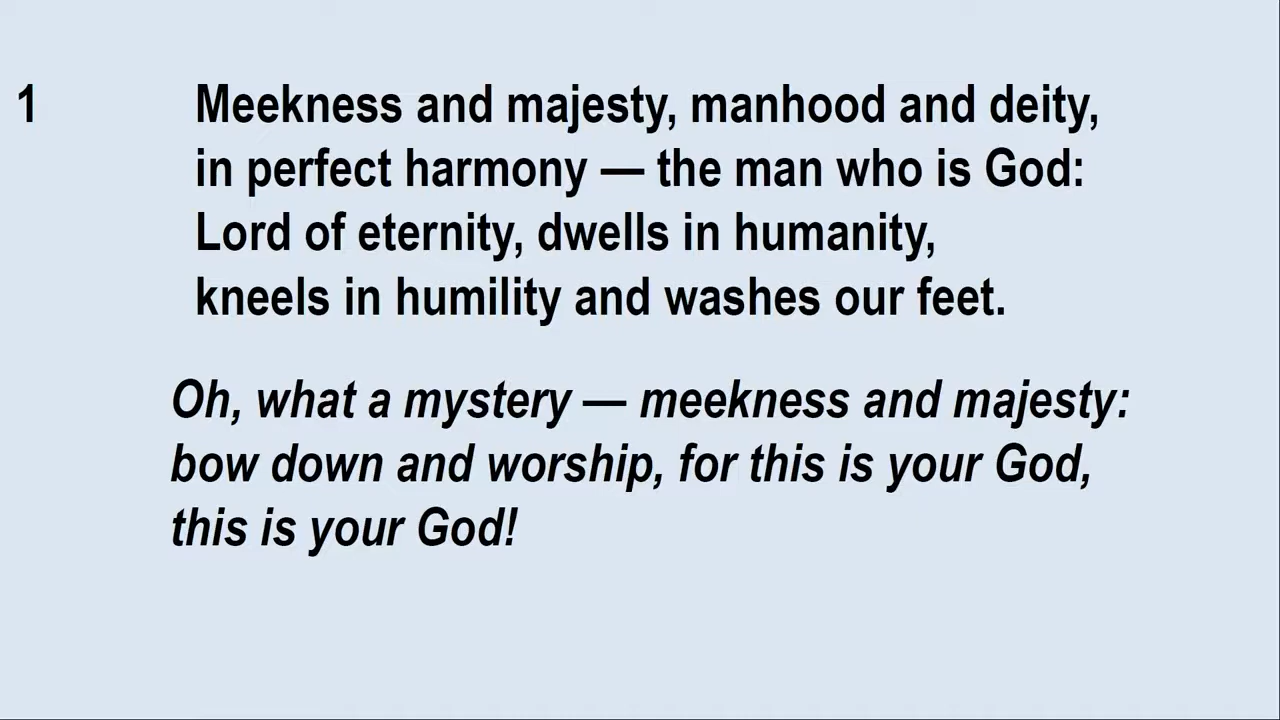 1 Meekness and majesty, manhood and deity,
in perfect harmony — the man who is God:
Lord of eternity, dwells in humanity,
kneels in humility and washes our feet.
Oh, what a mystery — meekness and majesty:
bow down and worship, for this is your God,
this is your God!